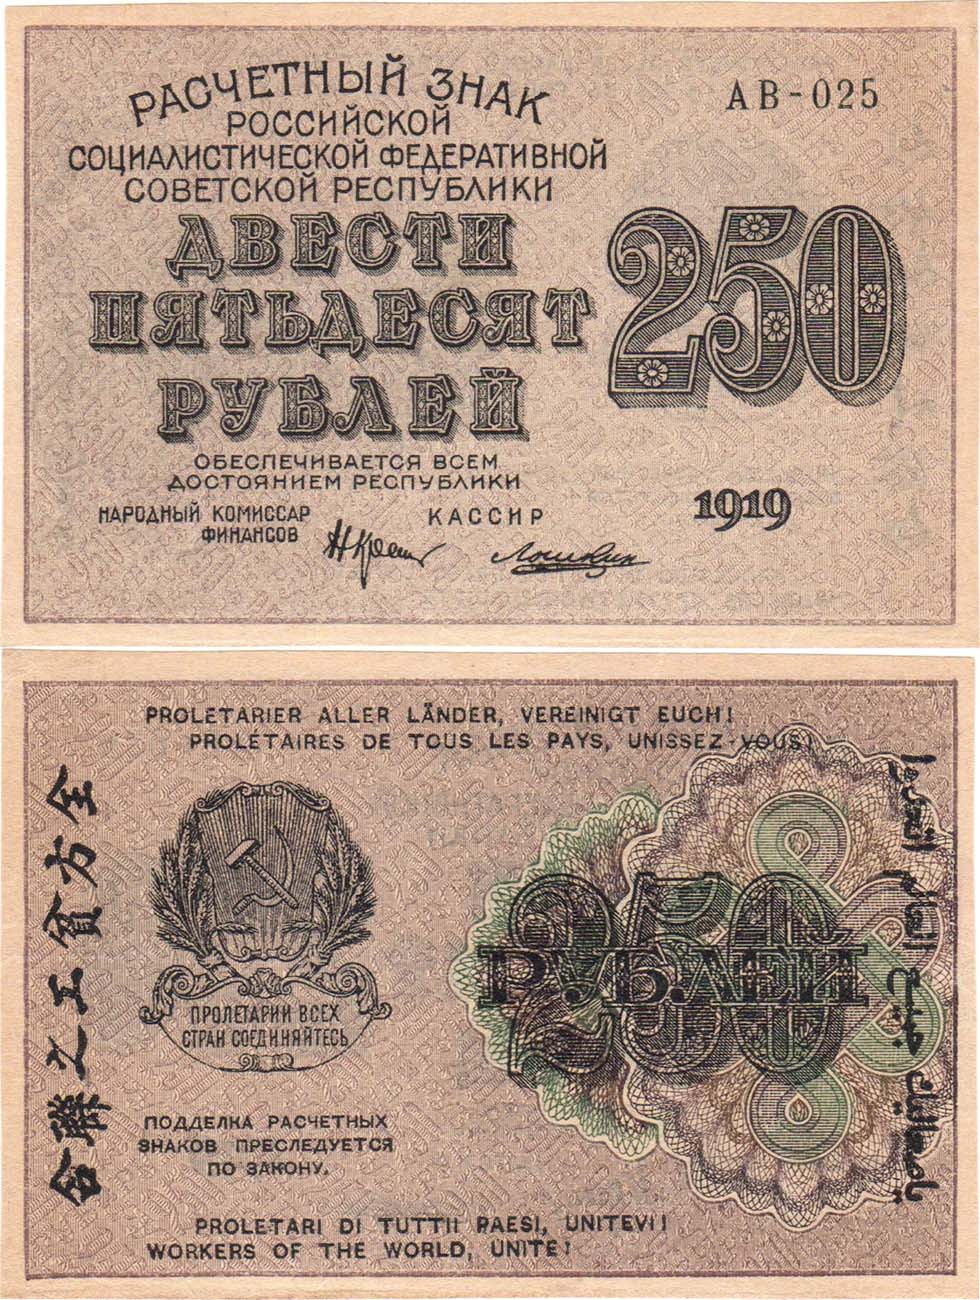 РАСЧЕТНЫЙ ЗНАК
РОССИЙСКОЙ
СОЦИАЛИСТИЧЕСКОЙ ФЕДЕРАТИВНОЙ
СОВЕТСКОЙ РЕСПУБЛИКИ
АВ-025
ДВЕСТИ
ПЯТЬДЕСЯТ
РУБЛЕЙ
250
ОБЕСПЕЧИВАЕТСЯ ВСЕМ
ДОСТОЯНИЕМ РЕСПУБЛИКИ
НАРОДНЫЙ КОМИССАР
ФИНАНСОВ
КАССИР
1919
PROLETARIER ALLER LÄNDER, VEREINIGT EUCH!
PROLÉTAIRES DE TOUS LES PAYS, UNISSEZ-VOUS!
全方貧工之聯合
ПРОЛЕТАРИИ ВСЕХ
СТРАН СОЕДИНЯЙТЕСЬ
250
РУБЛЕЙ
ПОДДЕЛКА РАСЧЕТНЫХ
ЗНАКОВ ПРЕСЛЕДУЕТСЯ
ПО ЗАКОНУ.
PROLETARI DI TUTTII PAESI, UNITEVI!
WORKERS OF THE WORLD, UNITE!